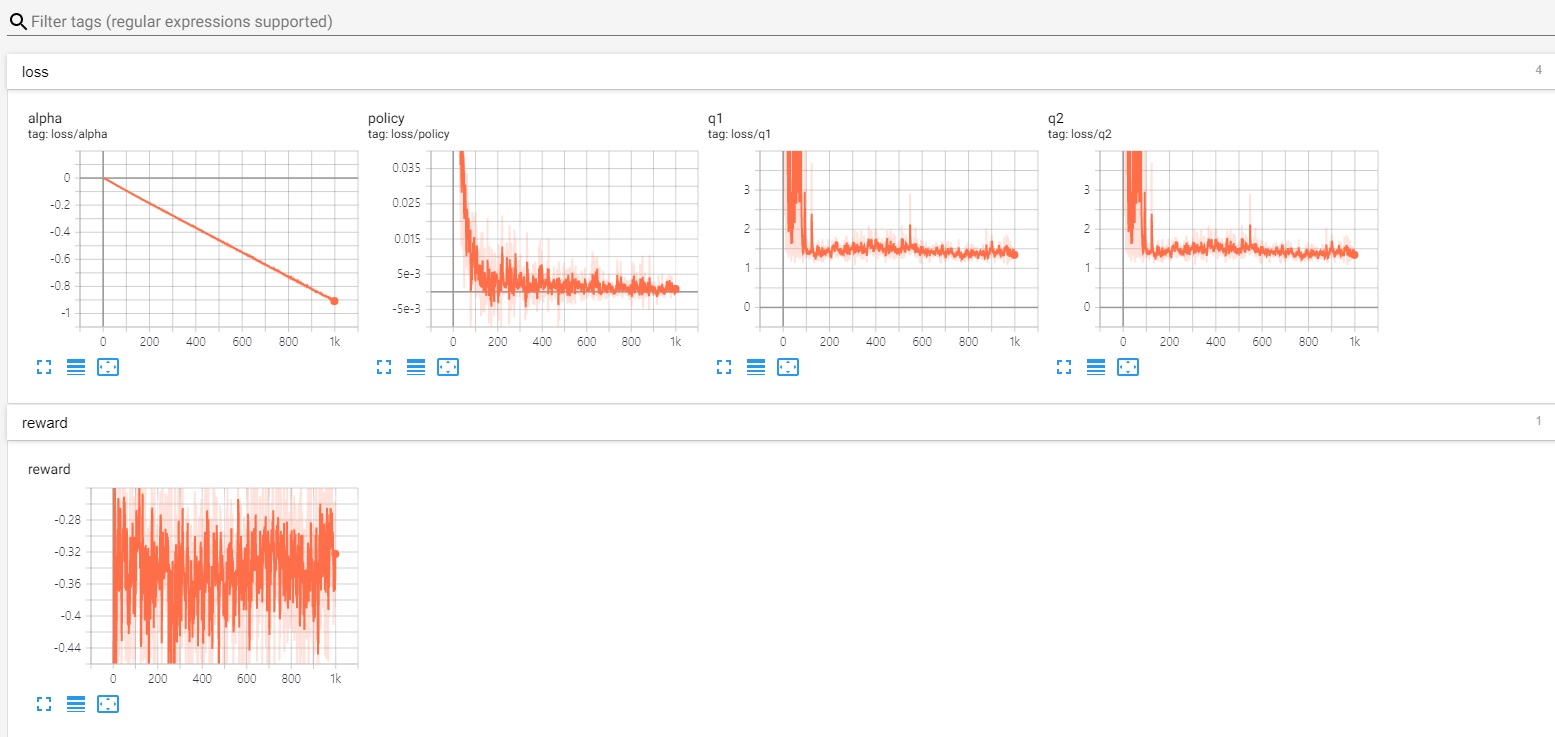 Filter tags (regular expressions supported)
loss 4
alpha
tag: loss/alpha
0
-0.2
-0.4
-0.6
-0.8
-1
0 200 400 600 800 1k
policy
tag: loss/policy
0.035
0.025
0.015
5e-3
-5e-3
0 200 400 600 800 1k
q1
tag: loss/q1
3
2
1
0
0 200 400 600 800 1k
q2
tag: loss/q2
3
2
1
0
0 200 400 600 800 1k
reward 1
reward
-0.28
-0.32
-0.36
-0.4
-0.44
0 200 400 600 800 1k